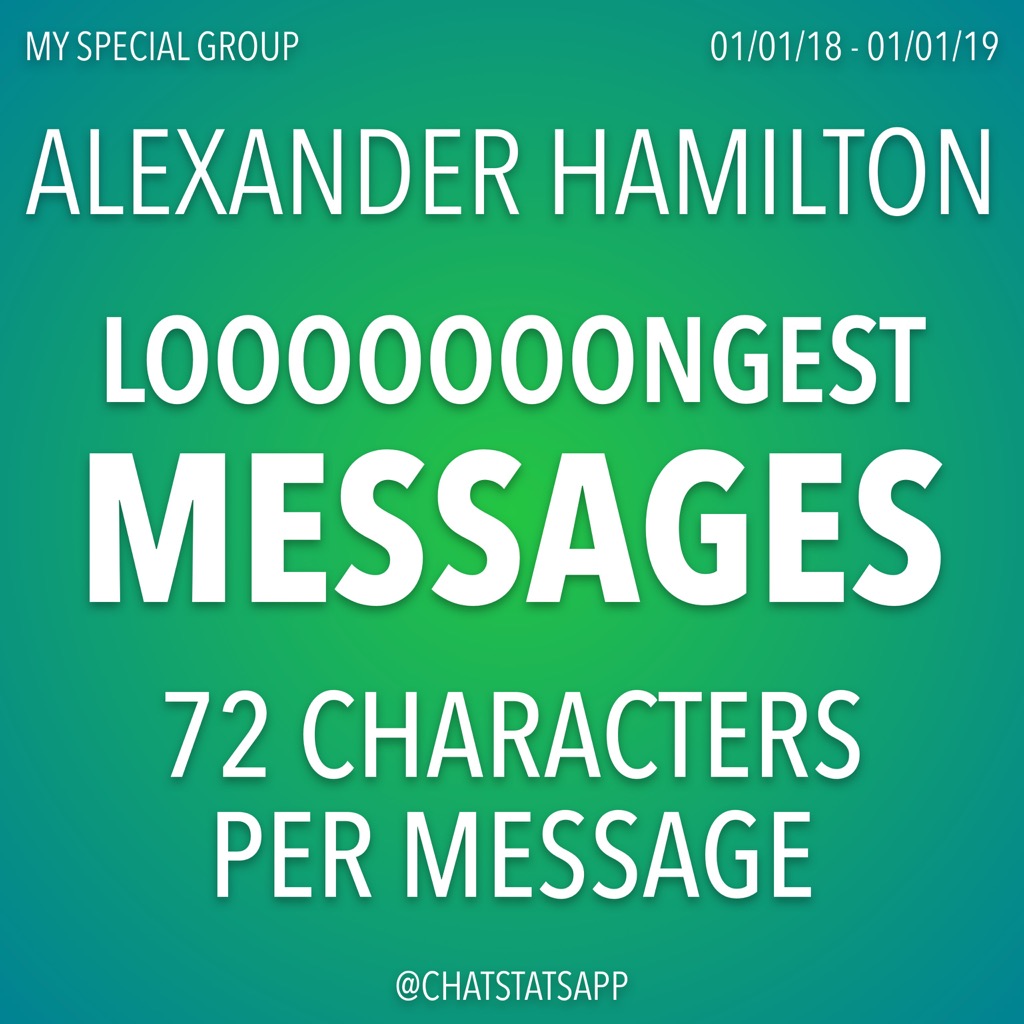 MY SPECIAL GROUP
01/01/18 - 01/01/19
ALEXANDER HAMILTON
LOOOOOOONGEST
MESSAGES
72 CHARACTERS
PER MESSAGE
@CHATSTATSAPP